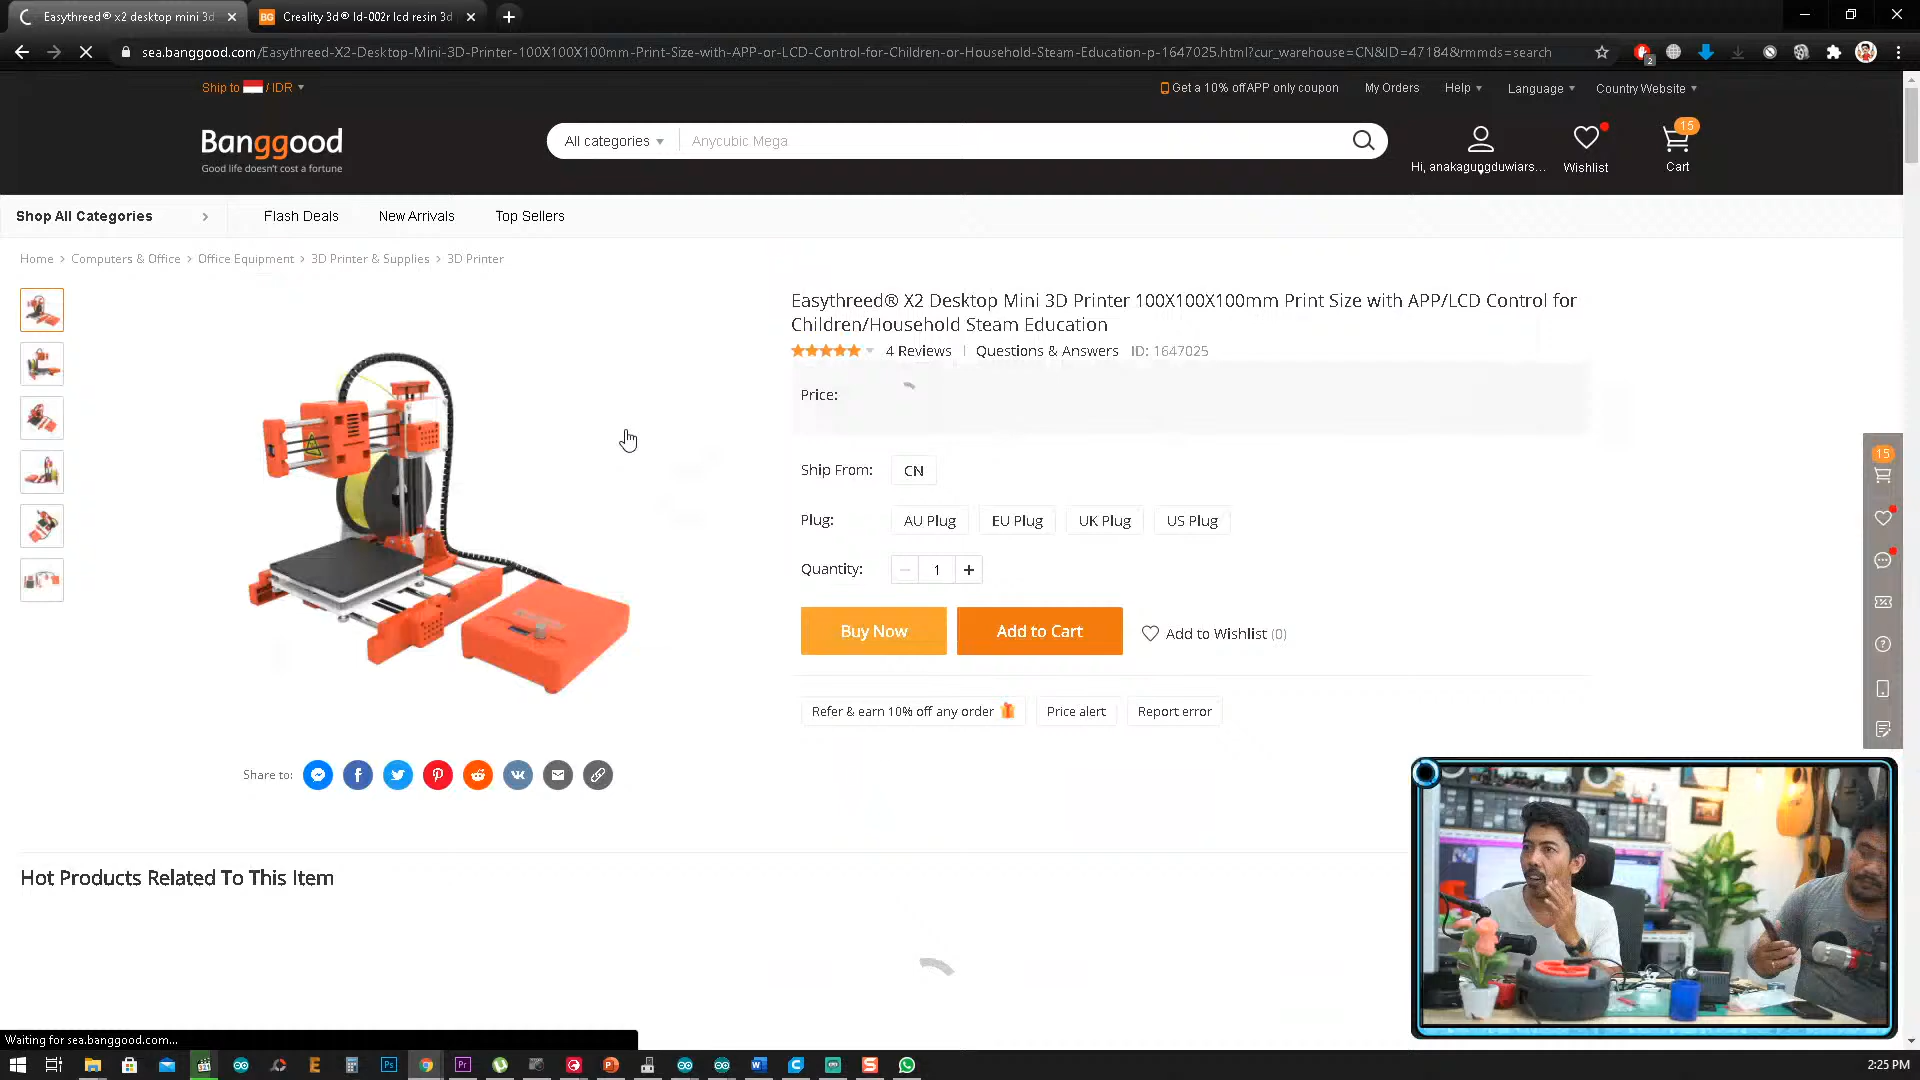 Easythreed® x2 desktop mini 3d
Creality 3d® ld-002r lcd resin 3d
sea.banggood.com/Easythreed-X2-Desktop-Mini-3D-Printer-100X100X100mm-Print-Size-with-APP-or-LCD-Control-for-Children-or-Household-Steam-Education-p-1647025.html?cur_warehouse=CN&ID=47184&rmmds=search
2
Ship to / IDR
Get a 10% off APP only coupon
My Orders
Help
Language
Country Website
Banggood
Good life doesn't cost a fortune
All categories
Anycubic Mega
Hi, anakagungduwiars...
Wishlist
15
Cart
Shop All Categories
Flash Deals
New Arrivals
Top Sellers
Home > Computers & Office > Office Equipment > 3D Printer & Supplies > 3D Printer
Easythreed® X2 Desktop Mini 3D Printer 100X100X100mm Print Size with APP/LCD Control for
Children/Household Steam Education
4 Reviews
Questions & Answers
ID: 1647025
Price:
Ship From:
CN
Plug:
AU Plug
EU Plug
UK Plug
US Plug
Quantity:
1
Buy Now
Add to Cart
Add to Wishlist (0)
Refer & earn 10% off any order
Price alert
Report error
15
Share to:
Hot Products Related To This Item
Waiting for sea.banggood.com...
2:25 PM